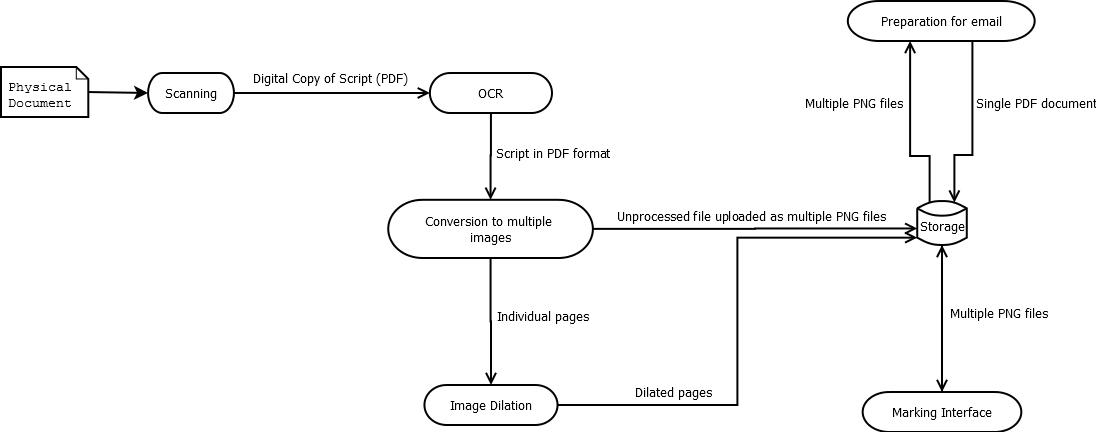 Preparation for email
Physical
Document
Scanning
Digital Copy of Script (PDF)
OCR
Multiple PNG files
Single PDF document
Script in PDF format
Conversion to multiple
images
Unprocessed file uploaded as multiple PNG files
Storage
Individual pages
Multiple PNG files
Image Dilation
Dilated pages
Marking Interface